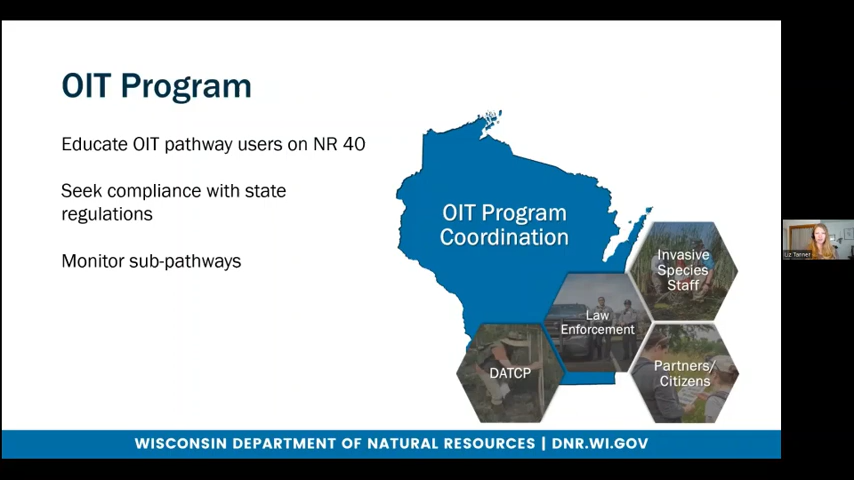 OIT Program
Educate OIT pathway users on NR 40
Seek compliance with state
regulations
Monitor sub-pathways
OIT Program
Coordination
Invasive
Species
Staff
Law
Enforcement
DATCP
Partners/
Citizens
Liz Tanner
WISCONSIN DEPARTMENT OF NATURAL RESOURCES | DNR.WI.GOV